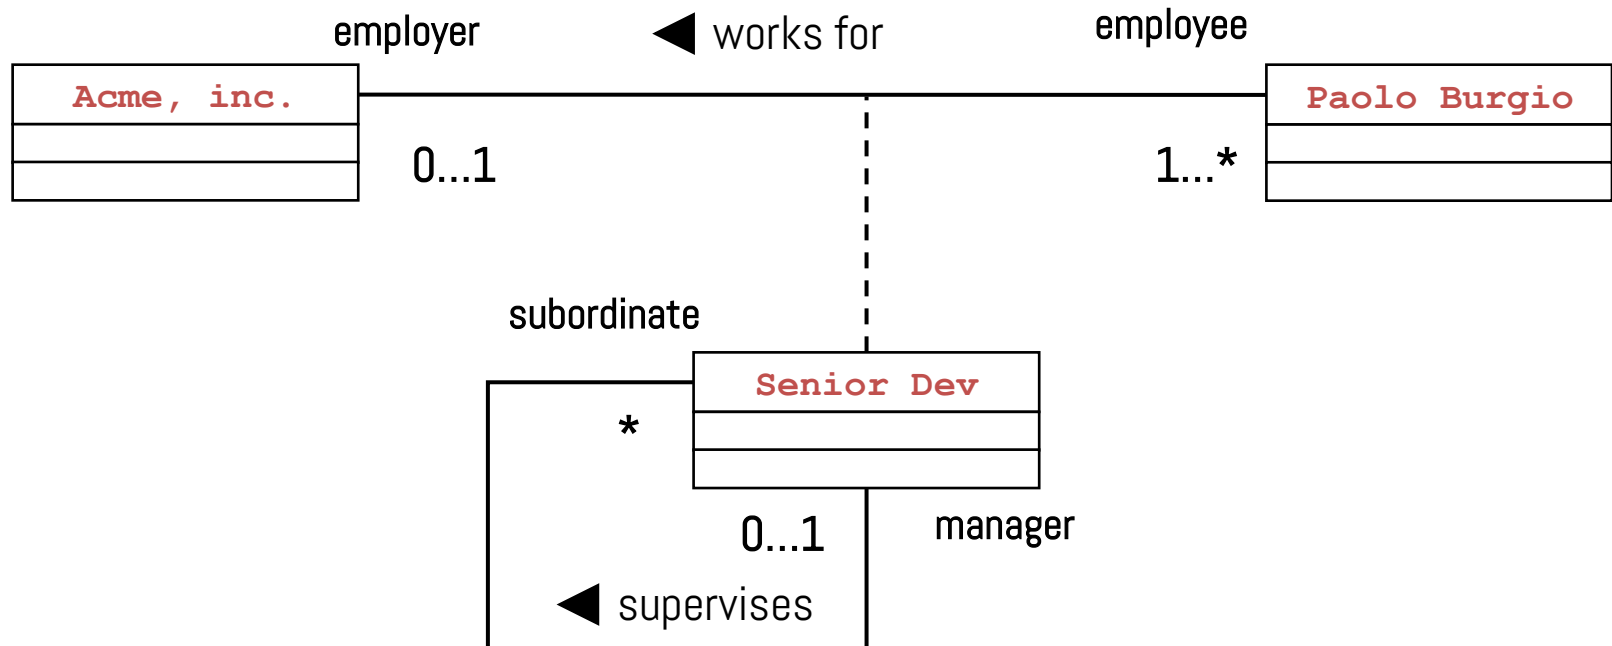 employer
works for
employee
Acme, inc.
Paolo Burgio
0...1
1...*
subordinate
Senior Dev
*
0...1
manager
supervises